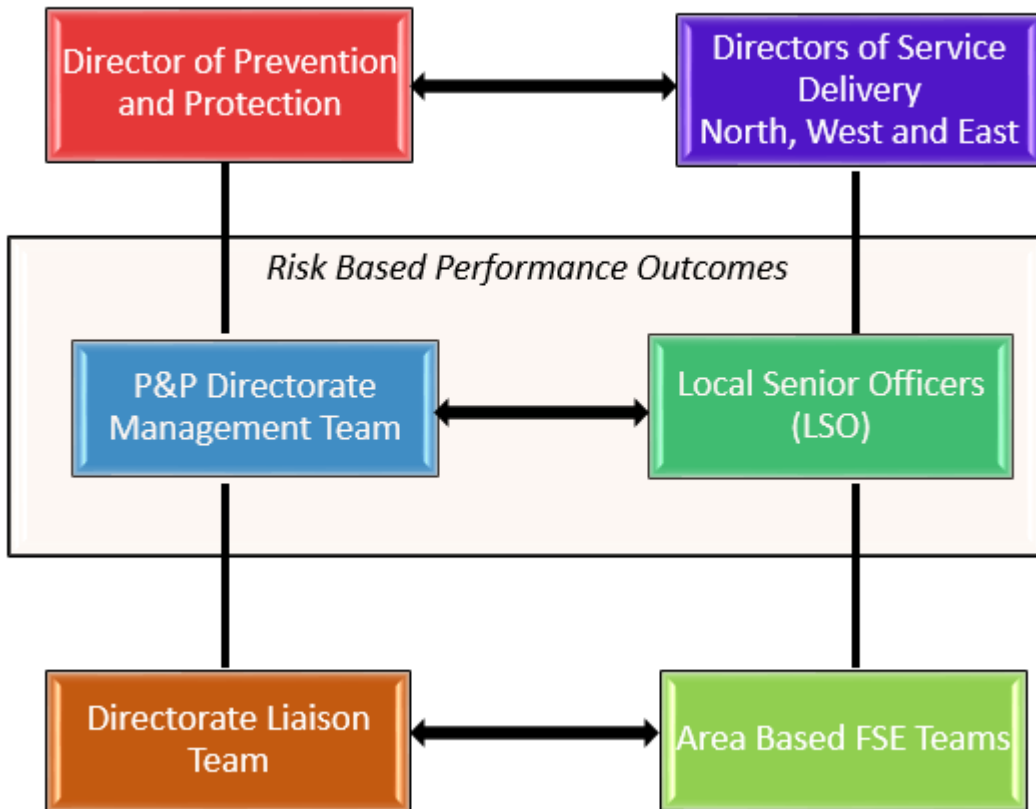 Director of Prevention
and Protection
Directors of Service
Delivery
North, West and East
Risk Based Performance Outcomes
P&P Directorate
Management Team
Local Senior Officers
(LSO)
Directorate Liaison
Team
Area Based FSE Teams